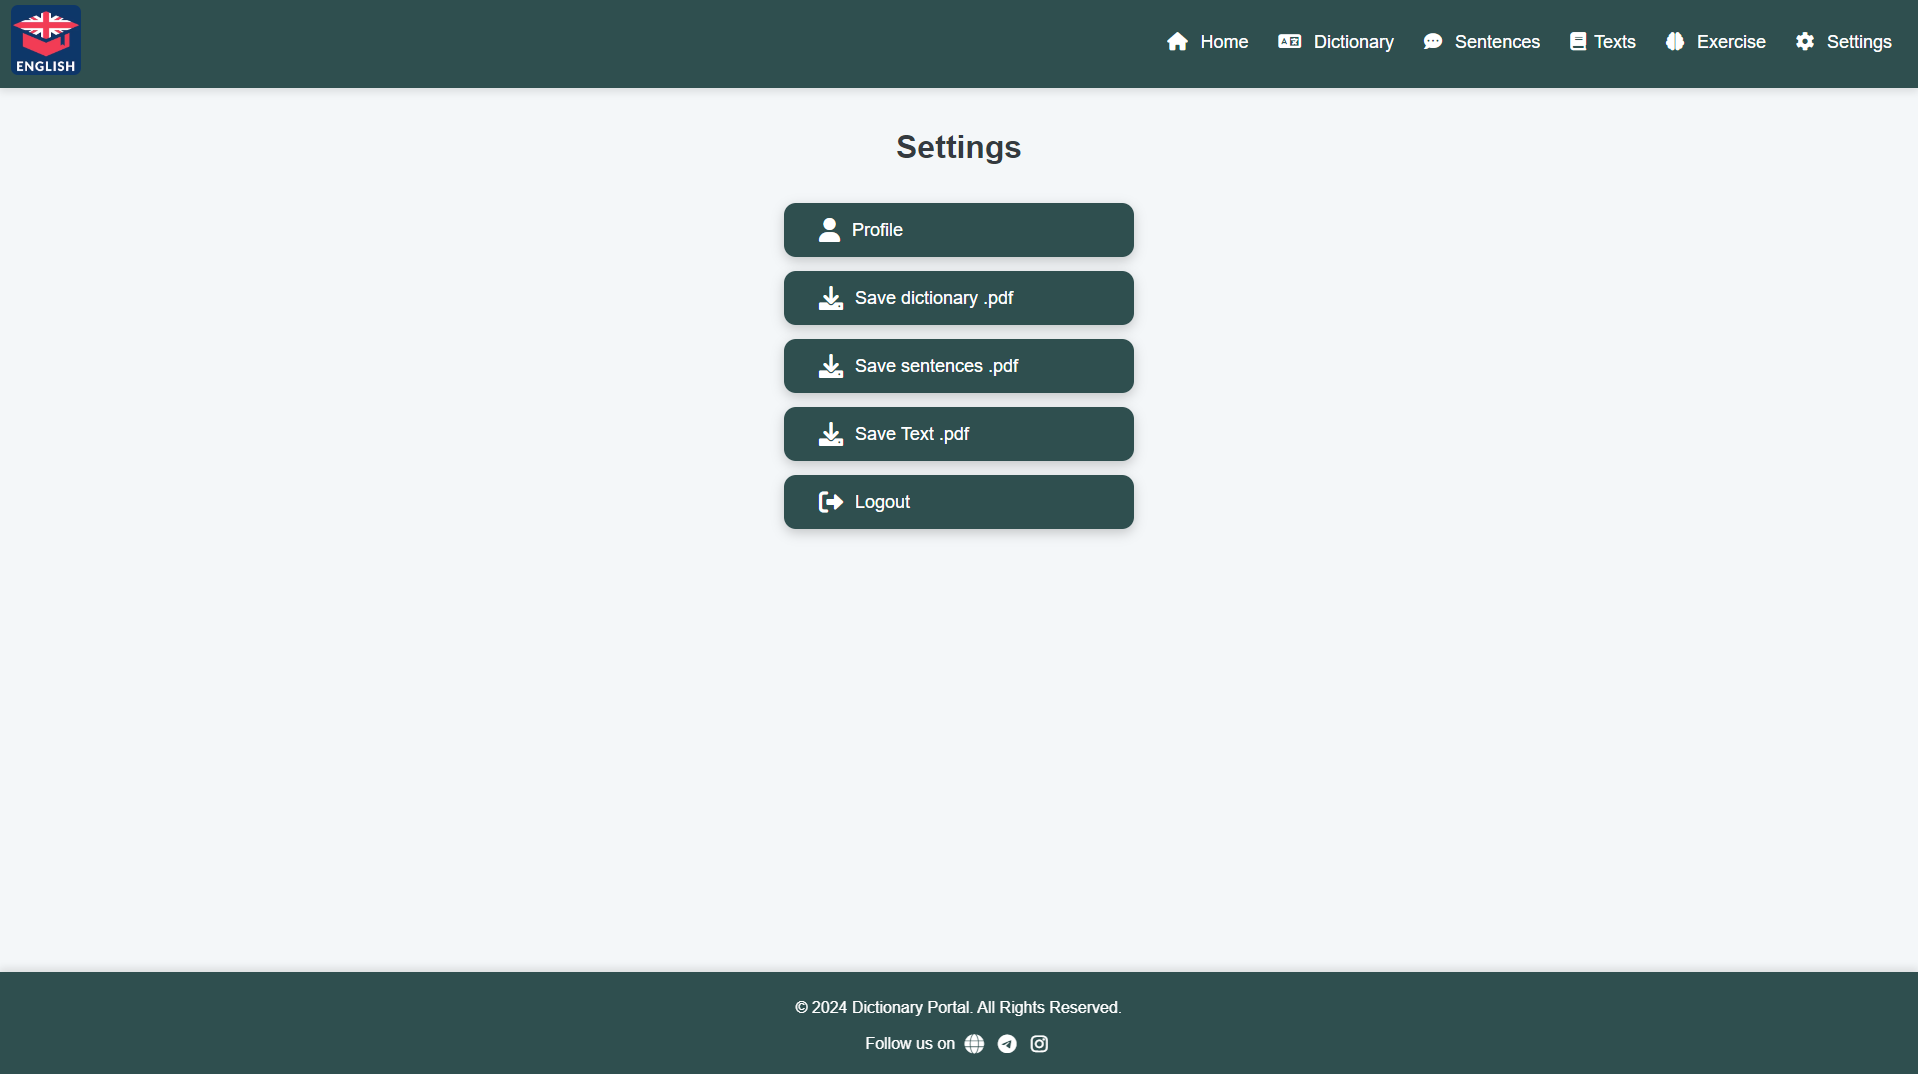 ENGLISH
Home Dictionary Sentences Texts Exercise Settings
Settings
Profile
Save dictionary .pdf
Save sentences .pdf
Save Text .pdf
Logout
© 2024 Dictionary Portal. All Rights Reserved.
Follow us on